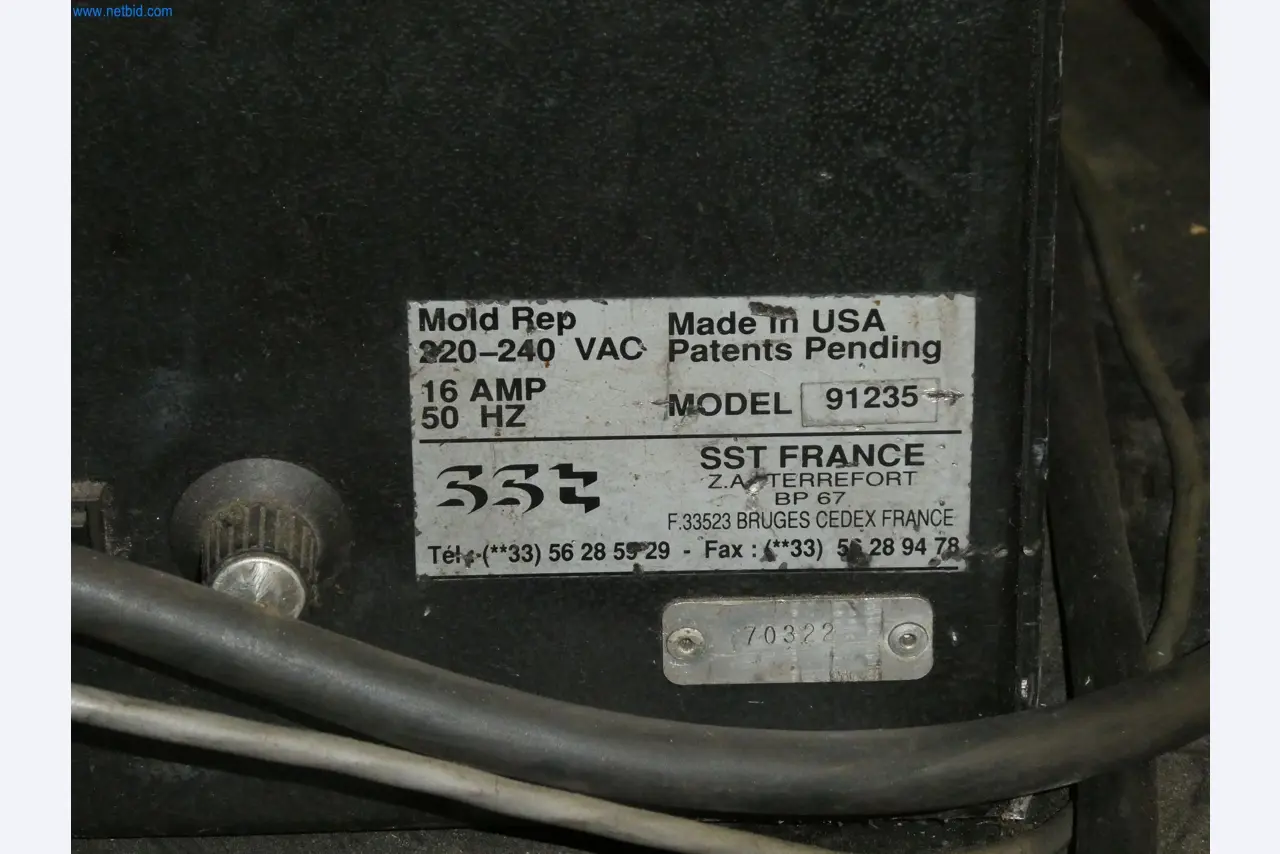 www.netbid.com
Mold Rep
220-240 VAC
16 AMP
50 HZ
Made in USA
Patents Pending
MODEL 91235
sst
SST FRANCE
Z.A. TERREFORT
BP 67
F.33523 BRUGES CEDEX FRANCE
Tél.: (**33) 56 28 59 29 - Fax : (**33) 56 28 94 78
70322